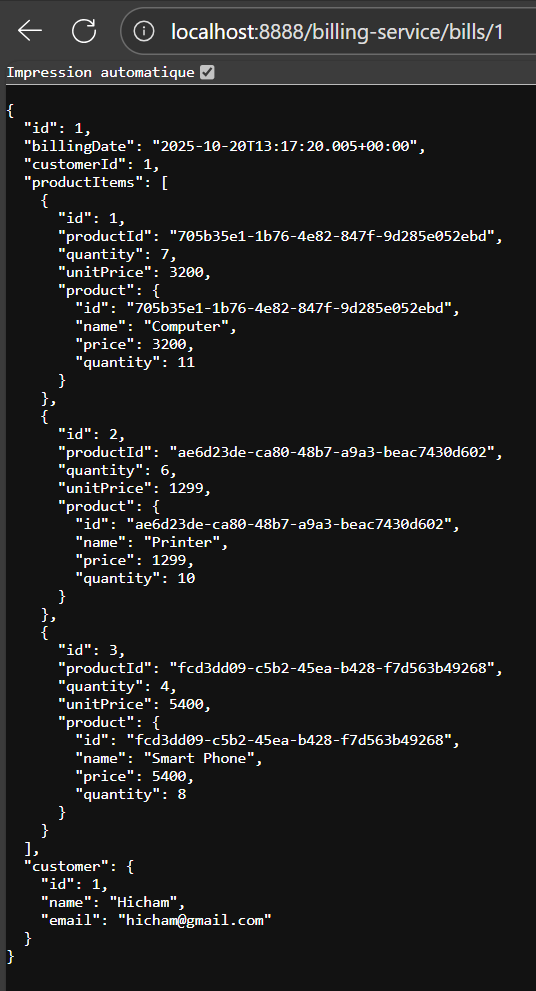 localhost:8888/billing-service/bills/1
Impression automatique
{
  "id": 1,
  "billingDate": "2025-10-20T13:17:20.005+00:00",
  "customerId": 1,
  "productItems": [
    {
      "id": 1,
      "productId": "705b35e1-1b76-4e82-847f-9d285e052ebd",
      "quantity": 7,
      "unitPrice": 3200,
      "product": {
        "id": "705b35e1-1b76-4e82-847f-9d285e052ebd",
        "name": "Computer",
        "price": 3200,
        "quantity": 11
      }
    },
    {
      "id": 2,
      "productId": "ae6d23de-ca80-48b7-a9a3-beac7430d602",
      "quantity": 6,
      "unitPrice": 1299,
      "product": {
        "id": "ae6d23de-ca80-48b7-a9a3-beac7430d602",
        "name": "Printer",
        "price": 1299,
        "quantity": 10
      }
    },
    {
      "id": 3,
      "productId": "fcd3dd09-c5b2-45ea-b428-f7d563b49268",
      "quantity": 4,
      "unitPrice": 5400,
      "product": {
        "id": "fcd3dd09-c5b2-45ea-b428-f7d563b49268",
        "name": "Smart Phone",
        "price": 5400,
        "quantity": 8
      }
    }
  ],
  "customer": {
    "id": 1,
    "name": "Hicham",
    "email": "hicham@gmail.com"
  }
}